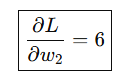 ∂L/∂w₂ = 6